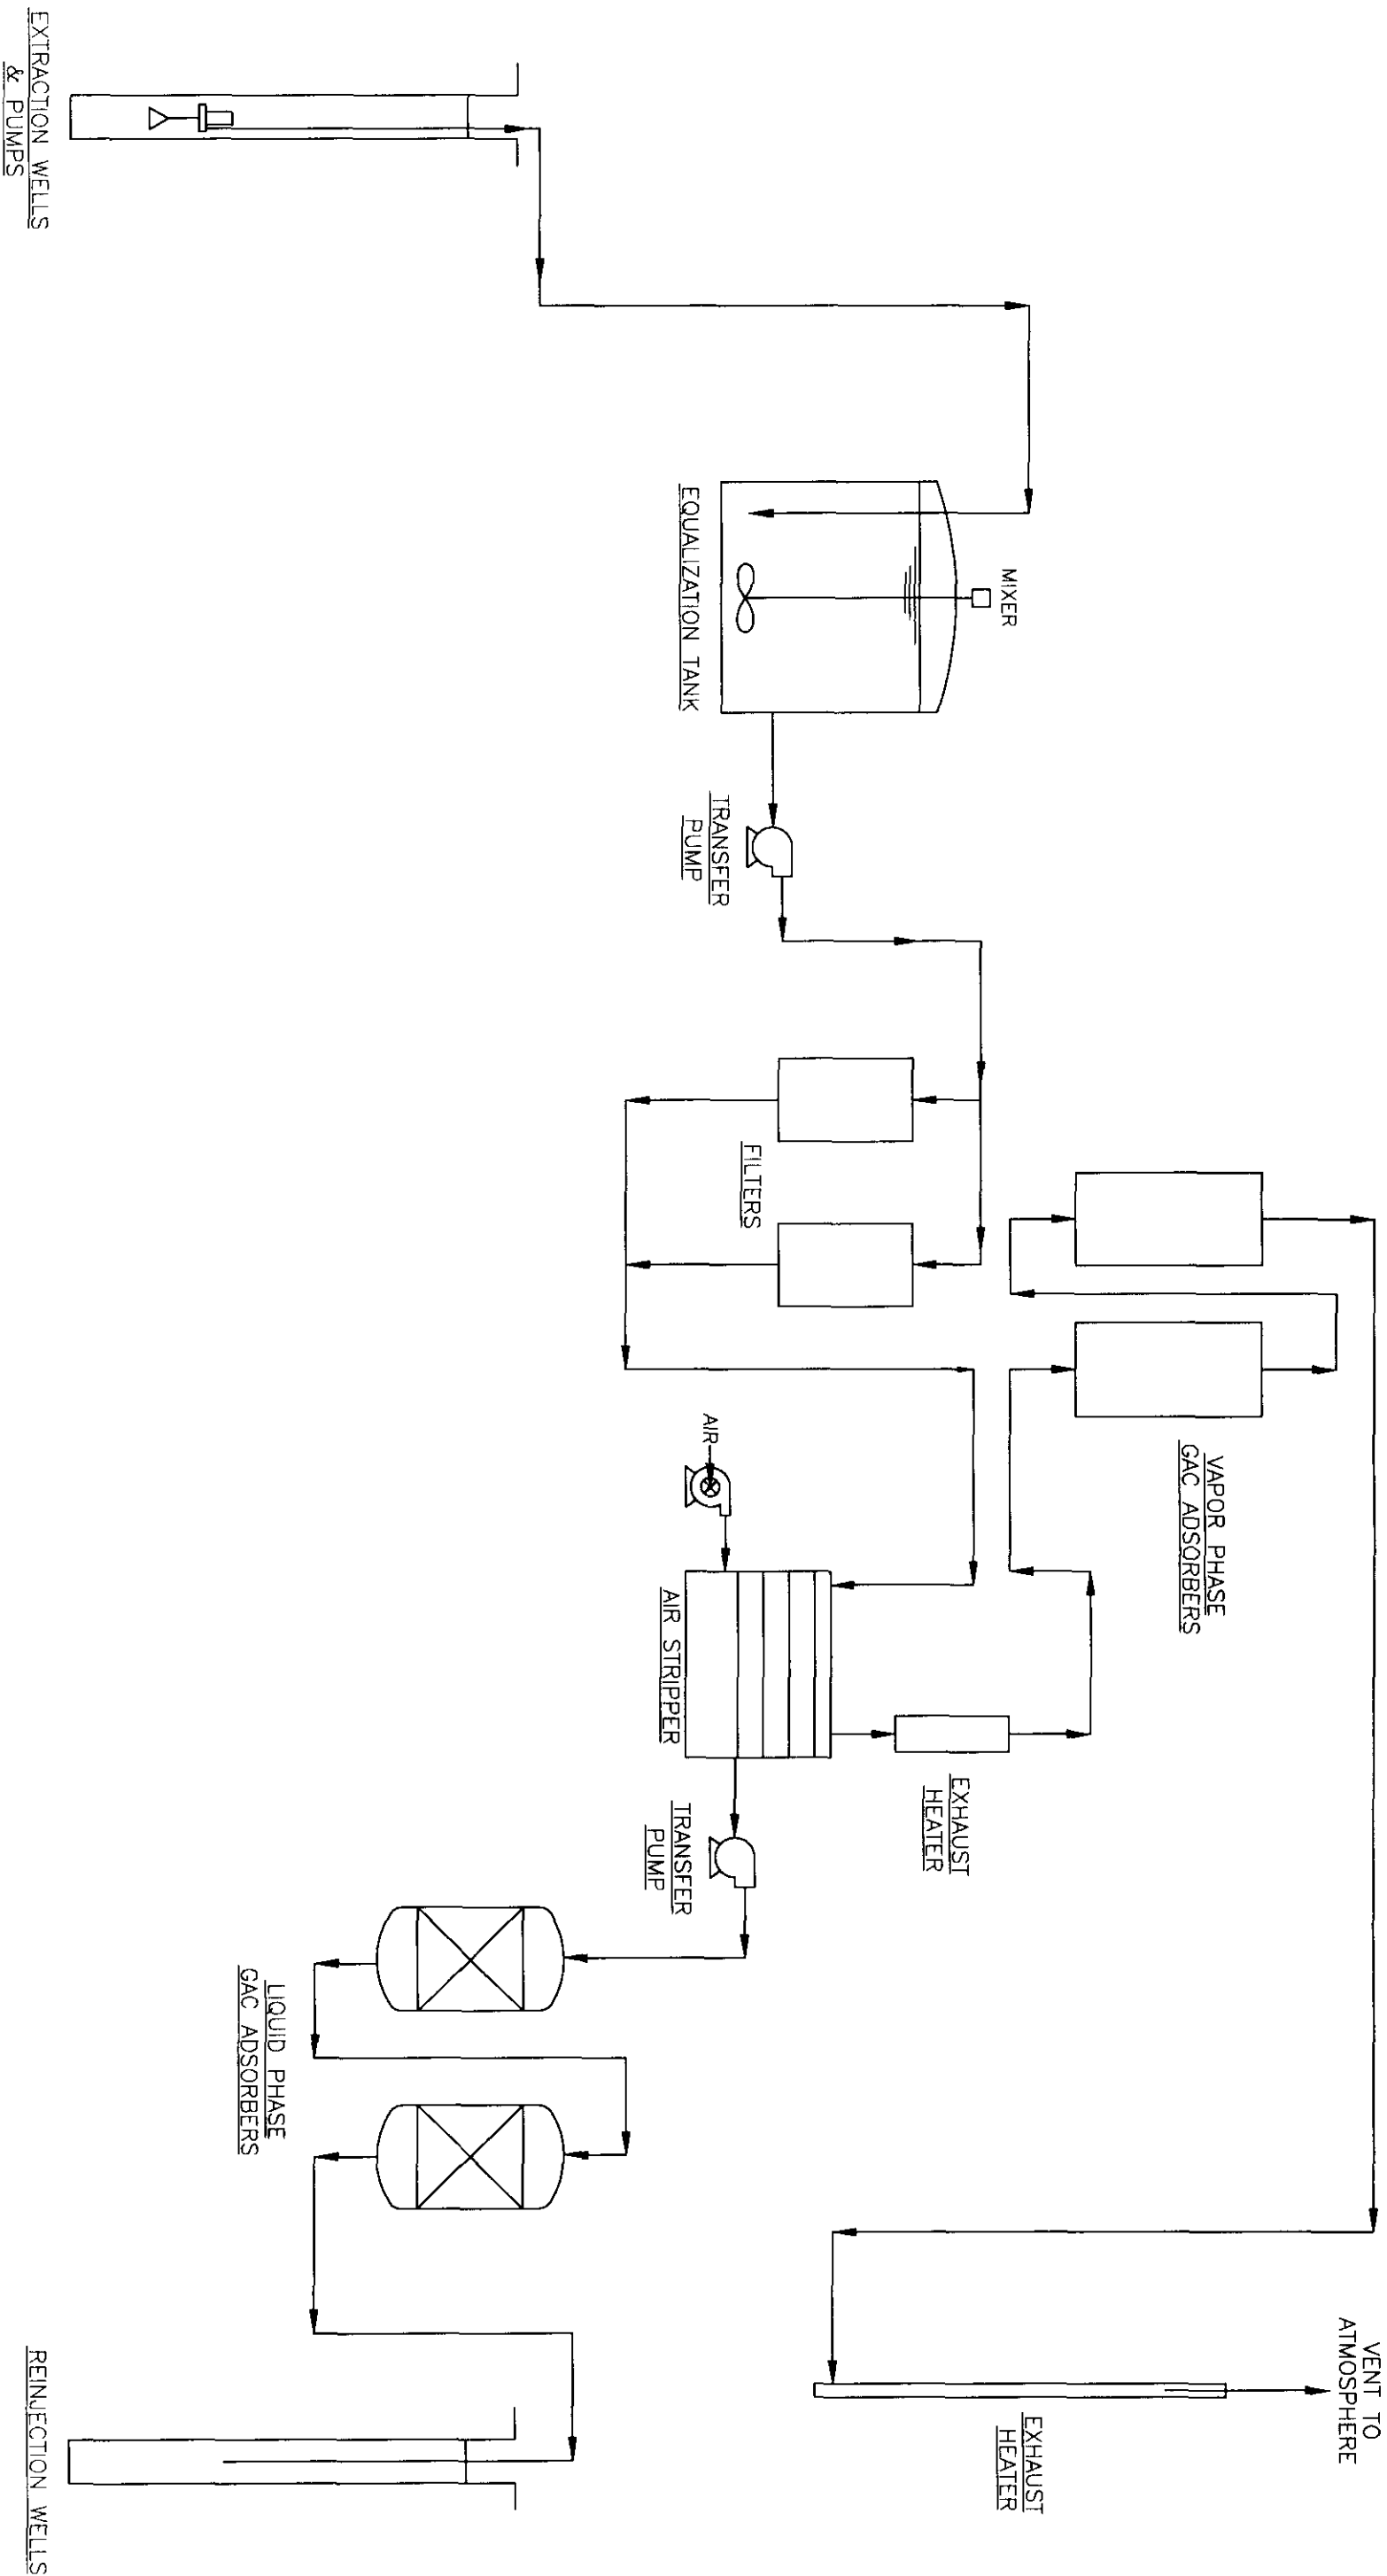 VENT TO
ATMOSPHERE
VAPOR PHASE
GAC ADSORBERS
MIXER
EXHAUST
HEATER
EXHAUST
HEATER
FILTERS
AIR
TRANSFER
PUMP
EQUALIZATION TANK
AIR STRIPPER
TRANSFER
PUMP
LIQUID PHASE
GAC ADSORBERS
EXTRACTION WELLS
& PUMPS
REINJECTION WELLS